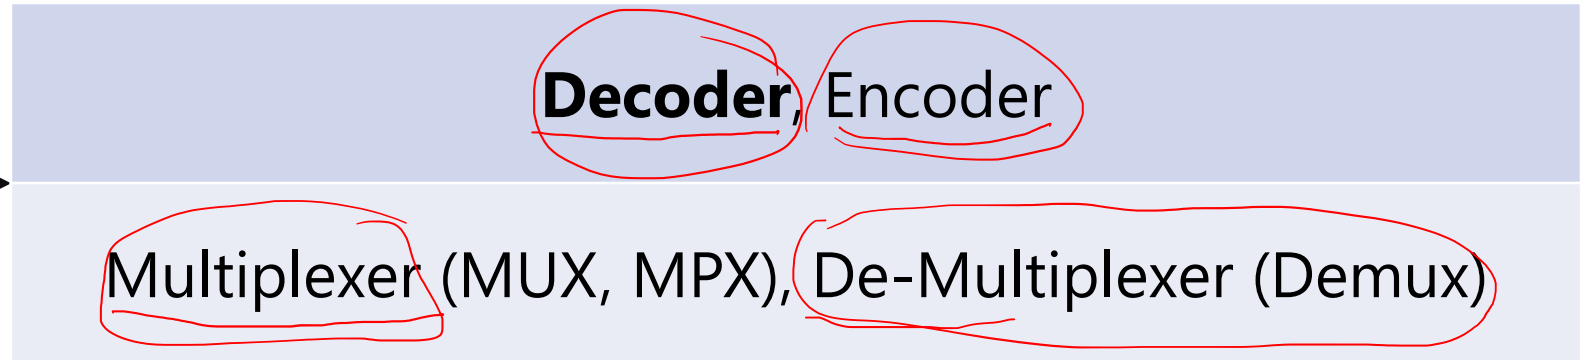 Decoder, Encoder
Multiplexer (MUX, MPX), De-Multiplexer (Demux)